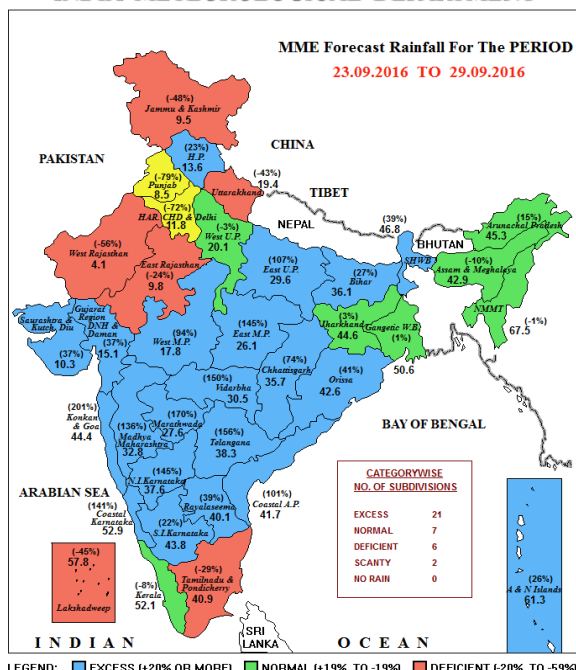 MME Forecast Rainfall For The PERIOD
23.09.2016 TO 29.09.2016
(-48%)
Jammu & Kashmir
9.5
(23%)
H.P.
13.6
CHINA
PAKISTAN
(-79%)
Punjab
8.5
(-43%)
19.4
Uttarakhand
TIBET
(-72%)
HAR. CHD & Delhi
11.8
(-3%)
West U.P.
20.1
NEPAL
(39%)
46.8
BHUTAN
(15%)
Arunachal Pradesh
45.3
(-56%)
West Rajasthan
4.1
East Rajasthan
(-24%)
9.8
(107%)
East U.P.
29.6
(27%)
Bihar
36.1
SHWB
(-10%)
Assam & Meghalaya
42.9
NMMT
(-1%)
67.5
Saurashtra &
Kutch, Diu
(37%)
10.3
Gujarat
Region
DNH &
Daman
(37%)
15.1
(94%)
West M.P.
17.8
(145%)
East M.P.
26.1
(3%)
Jharkhand
44.6
Gangetic W.B.
(1%)
50.6
(74%)
Chhattisgarh
35.7
(41%)
Orissa
42.6
(150%)
Vidarbha
30.5
(201%)
Konkan
& Goa
44.4
(136%)
Madhya
Maharashtra
32.8
(170%)
Marathwada
27.6
(156%)
Telangana
38.3
BAY OF BENGAL
ARABIAN SEA
(145%)
N.I.Karnataka
37.6
(141%)
Coastal
Karnataka
52.9
(39%)
Rayalaseema
40.1
(101%)
Coastal A.P.
41.7
(22%)
S.I.Karnataka
43.8
CATEGORYWISE
NO. OF SUBDIVISIONS
EXCESS 21
NORMAL 7
DEFICIENT 6
SCANTY 2
NO RAIN 0
(-45%)
57.8
Lakshadweep
(-8%)
Kerala
52.1
(-29%)
Tamilnadu &
Pondicherry
40.9
(26%)
A & N Islands
61.3
SRI
LANKA
INDIAN OCEAN
LEGEND: EXCESS (+20% OR MORE) NORMAL (+19% TO -19%) DEFICIENT (-20% TO -59%)